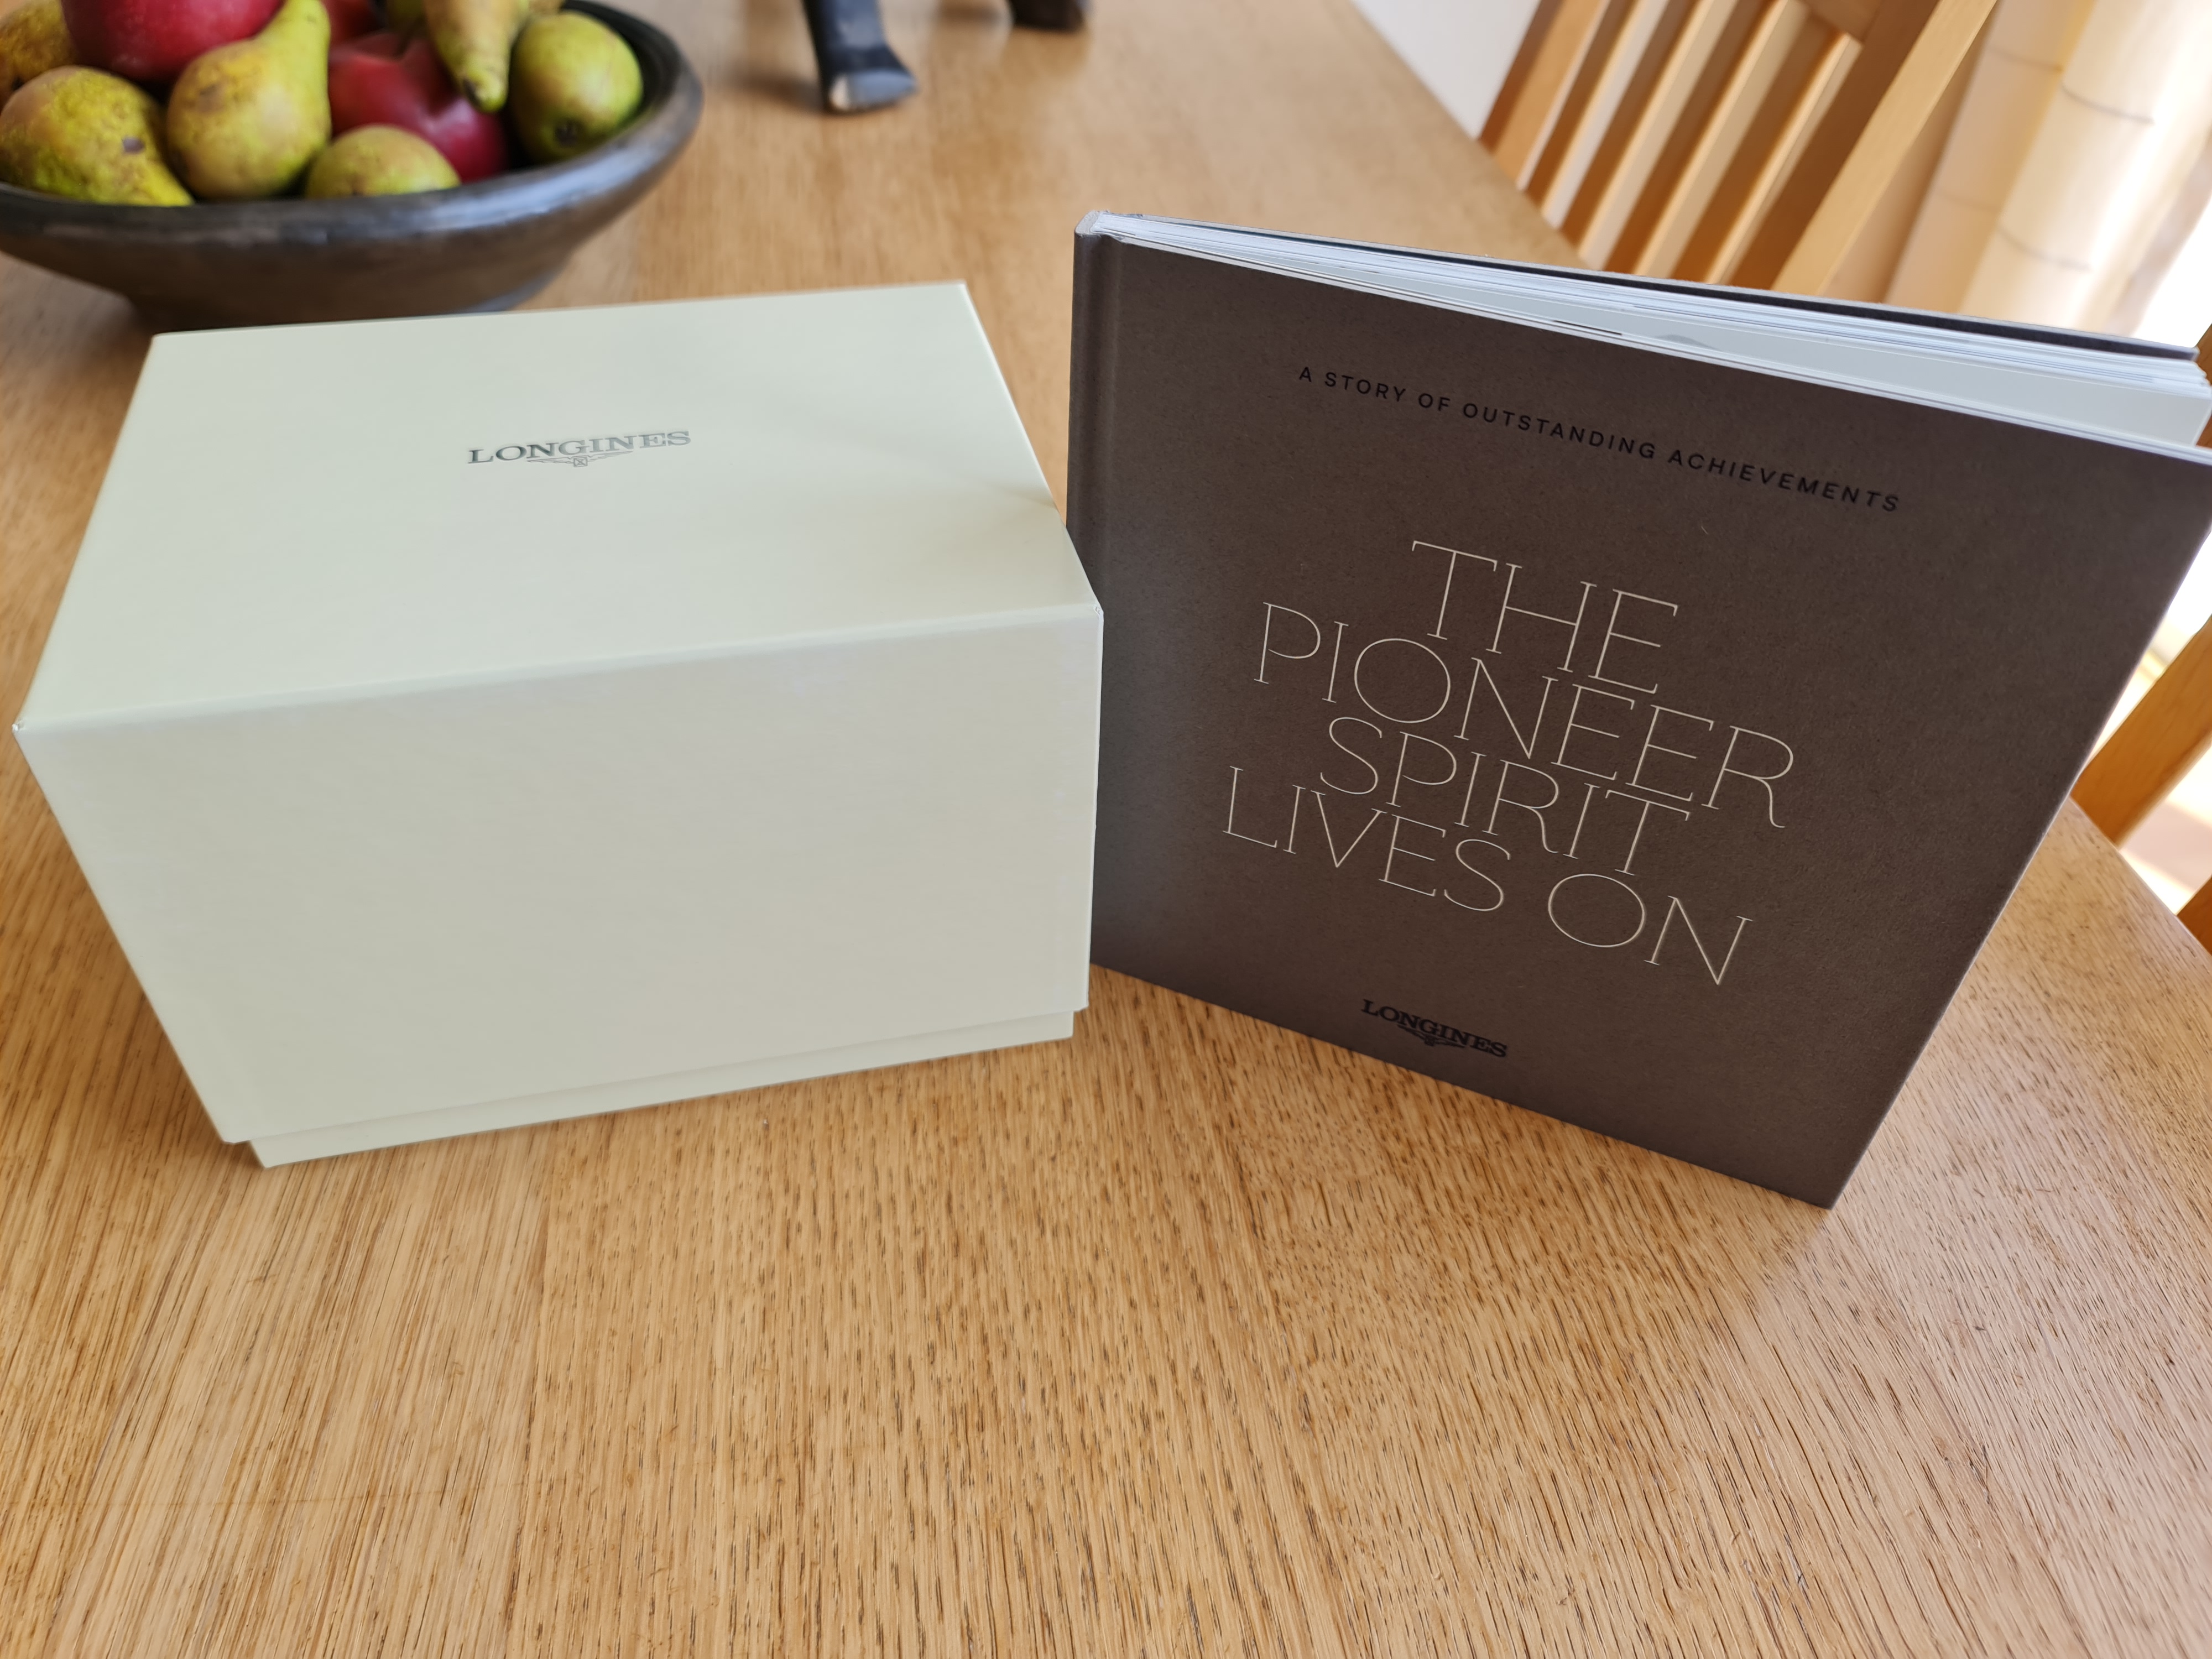 LONGINES
A STORY OF OUTSTANDING ACHIEVEMENTS
THE
PIONEER
SPIRIT
LIVES ON
LONGINES